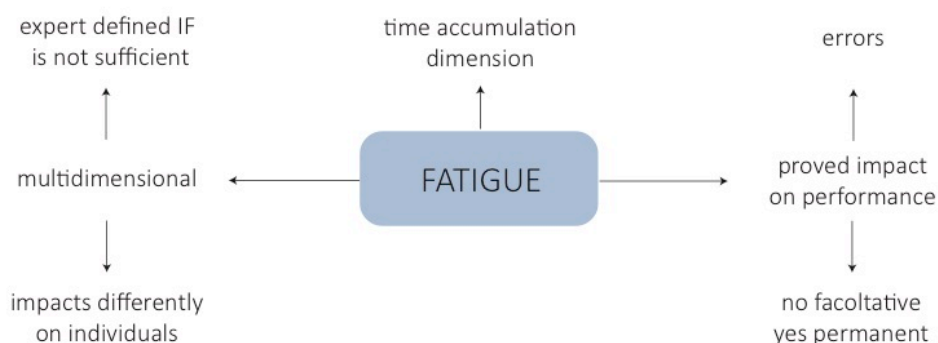 expert defined IF
is not sufficient
time accumulation
dimension
errors
multidimensional
FATIGUE
proved impact
on performance
impacts differently
on individuals
no facoltative
yes permanent